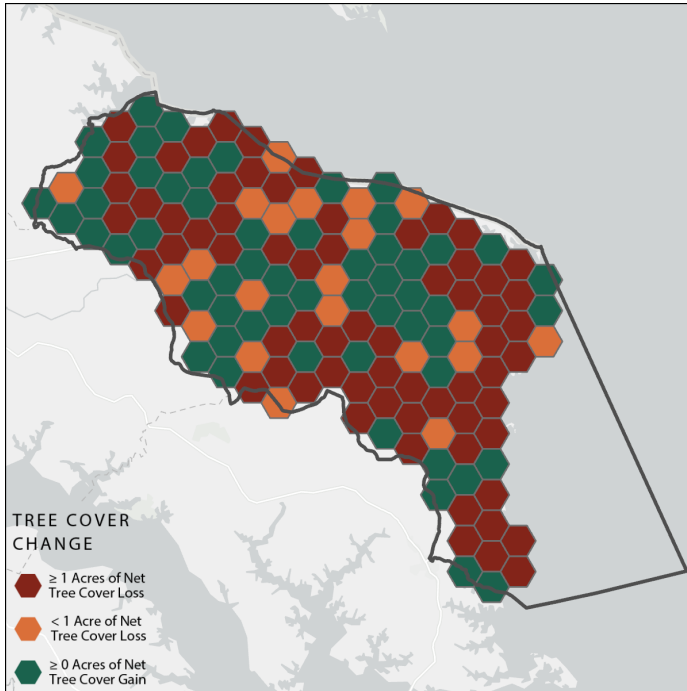 TREE COVER
CHANGE
≥ 1 Acres of Net
Tree Cover Loss
< 1 Acre of Net
Tree Cover Loss
≥ 0 Acres of Net
Tree Cover Gain